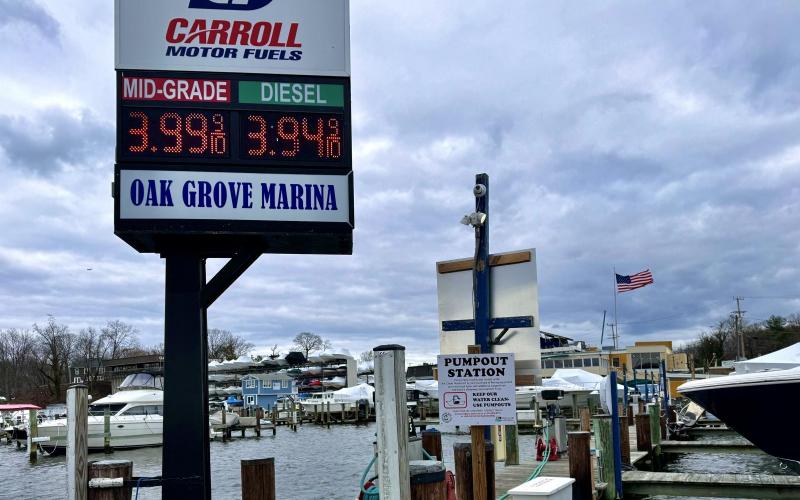 CARROLL
MOTOR FUELS
MID-GRADE DIESEL
3.99 9/10 3.94 9/10
OAK GROVE MARINA
PUMPOUT
STATION
KEEP OUR
WATER CLEAN-
USE PUMPOUTS